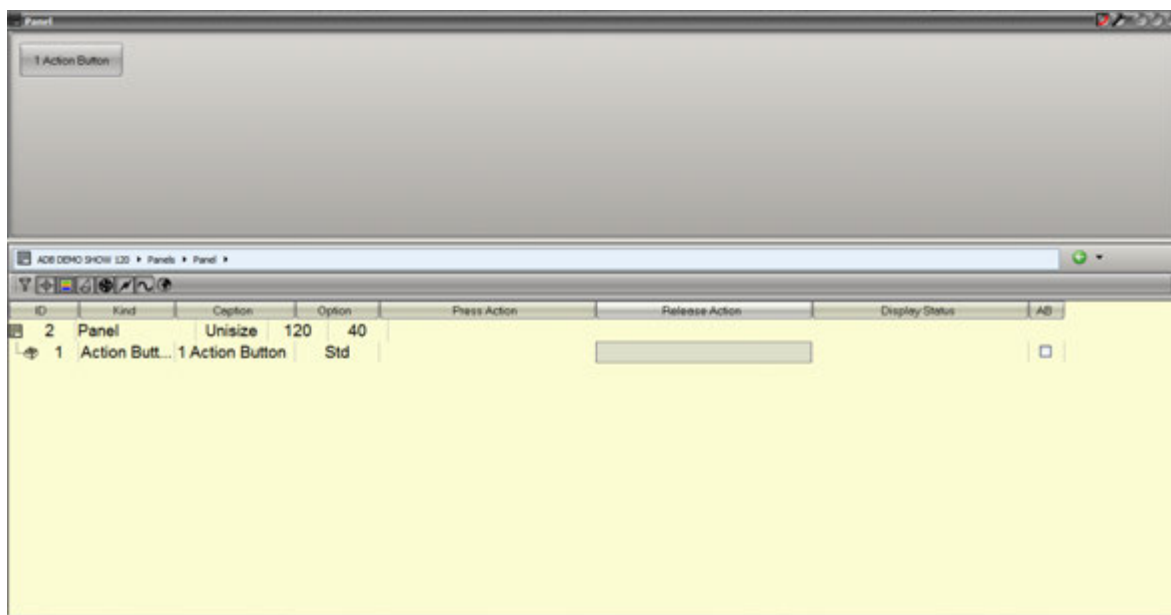 Panel
1 Action Button
ADB DEMO SHOW 120 ▸ Panels ▸ Panel ▸
ID Kind Caption Option Press Action Release Action Display Status AB
2 Panel Unisize 120 40
1 Action Butt... 1 Action Button Std